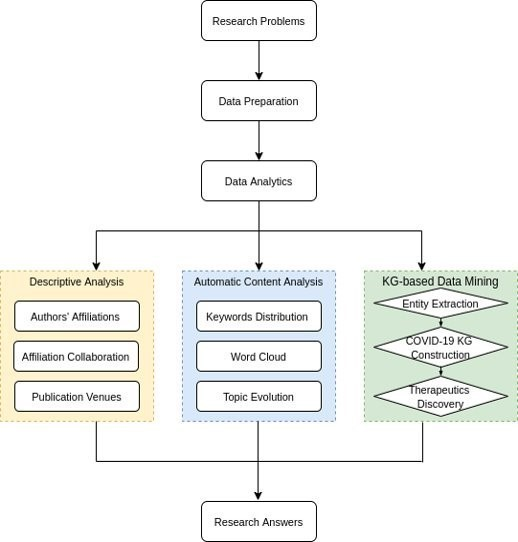 Research Problems
Data Preparation
Data Analytics
Descriptive Analysis
Authors' Affiliations
Affiliation Collaboration
Publication Venues
Automatic Content Analysis
Keywords Distribution
Word Cloud
Topic Evolution
KG-based Data Mining
Entity Extraction
COVID-19 KG
Construction
Therapeutics
Discovery
Research Answers